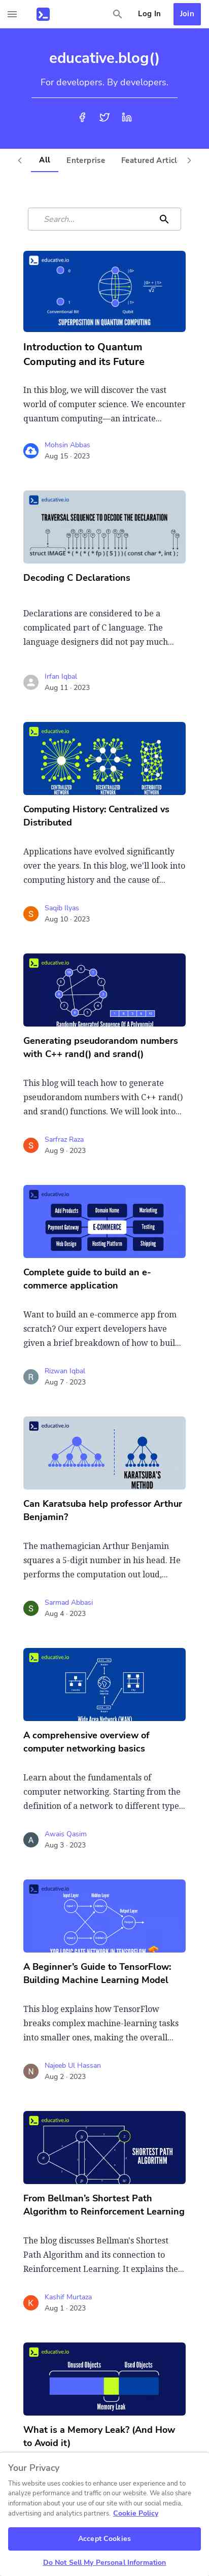 Log In
Join
educative.blog()
For developers. By developers.
All
Enterprise
Featured Articl
Search...
educative.io
0
1
Conventional Bit
Qubit
SUPERPOSITION IN QUANTUM COMPUTING
Introduction to Quantum
Computing and its Future
In this blog, we will discover the vast
world of computer science. We encounter
quantum computing—an intricate...
Mohsin Abbas
Aug 15 · 2023
educative.io
TRAVERSAL SEQUENCE TO DECODE THE DECLARATION
struct IMAGE * ( * ( * fp ) [ 5 ] ) ( const char * , int ) ;
Decoding C Declarations
Declarations are considered to be a
complicated part of C language. The
language designers did not pay much...
Irfan Iqbal
Aug 11 · 2023
educative.io
CENTRALIZED NETWORK
DECENTRALIZED NETWORK
DISTRIBUTED NETWORK
Computing History: Centralized vs
Distributed
Applications have evolved significantly
over the years. In this blog, we'll look into
computing history and the cause of...
S
Saqib Ilyas
Aug 10 · 2023
educative.io
Randomly Generated Sequence Of A Polynomial
Generating pseudorandom numbers
with C++ rand() and srand()
This blog will teach how to generate
pseudorandom numbers with C++ rand()
and srand() functions. We will look into...
S
Sarfraz Raza
Aug 9 · 2023
educative.io
Add Products
Domain Name
Marketing
Payment Gateway
E-COMMERCE
Testing
Web Design
Hosting Platform
Shipping
Complete guide to build an e-
commerce application
Want to build an e-commerce app from
scratch? Our expert developers have
given a brief breakdown of how to buil...
R
Rizwan Iqbal
Aug 7 · 2023
educative.io
KARATSUBA'S
METHOD
Can Karatsuba help professor Arthur
Benjamin?
The mathemagician Arthur Benjamin
squares a 5-digit number in his head. He
performs the computation out loud,...
S
Sarmad Abbasi
Aug 4 · 2023
educative.io
Wide Area Network (WAN)
A comprehensive overview of
computer networking basics
Learn about the fundamentals of
computer networking. Starting from the
definition of a network to different type...
A
Awais Qasim
Aug 3 · 2023
educative.io
Input Layer
Hidden Layer
Output Layer
XOR LOGIC GATE NETWORK IN TENSORFLOW
A Beginner's Guide to TensorFlow:
Building Machine Learning Model
This blog explains how TensorFlow
breaks complex machine-learning tasks
into smaller ones, making the overall...
N
Najeeb Ul Hassan
Aug 2 · 2023
educative.io
SHORTEST PATH
ALGORITHM
From Bellman's Shortest Path
Algorithm to Reinforcement Learning
The blog discusses Bellman's Shortest
Path Algorithm and its connection to
Reinforcement Learning. It explains the...
K
Kashif Murtaza
Aug 1 · 2023
educative.io
Unused Objects
Used Objects
Memory Leak
What is a Memory Leak? (And How
to Avoid it)
Your Privacy
This website uses cookies to enhance user experience and to
analyze performance and traffic on our website. We also share
information about your use of our site with our social media,
advertising and analytics partners. Cookie Policy
Accept Cookies
Do Not Sell My Personal Information